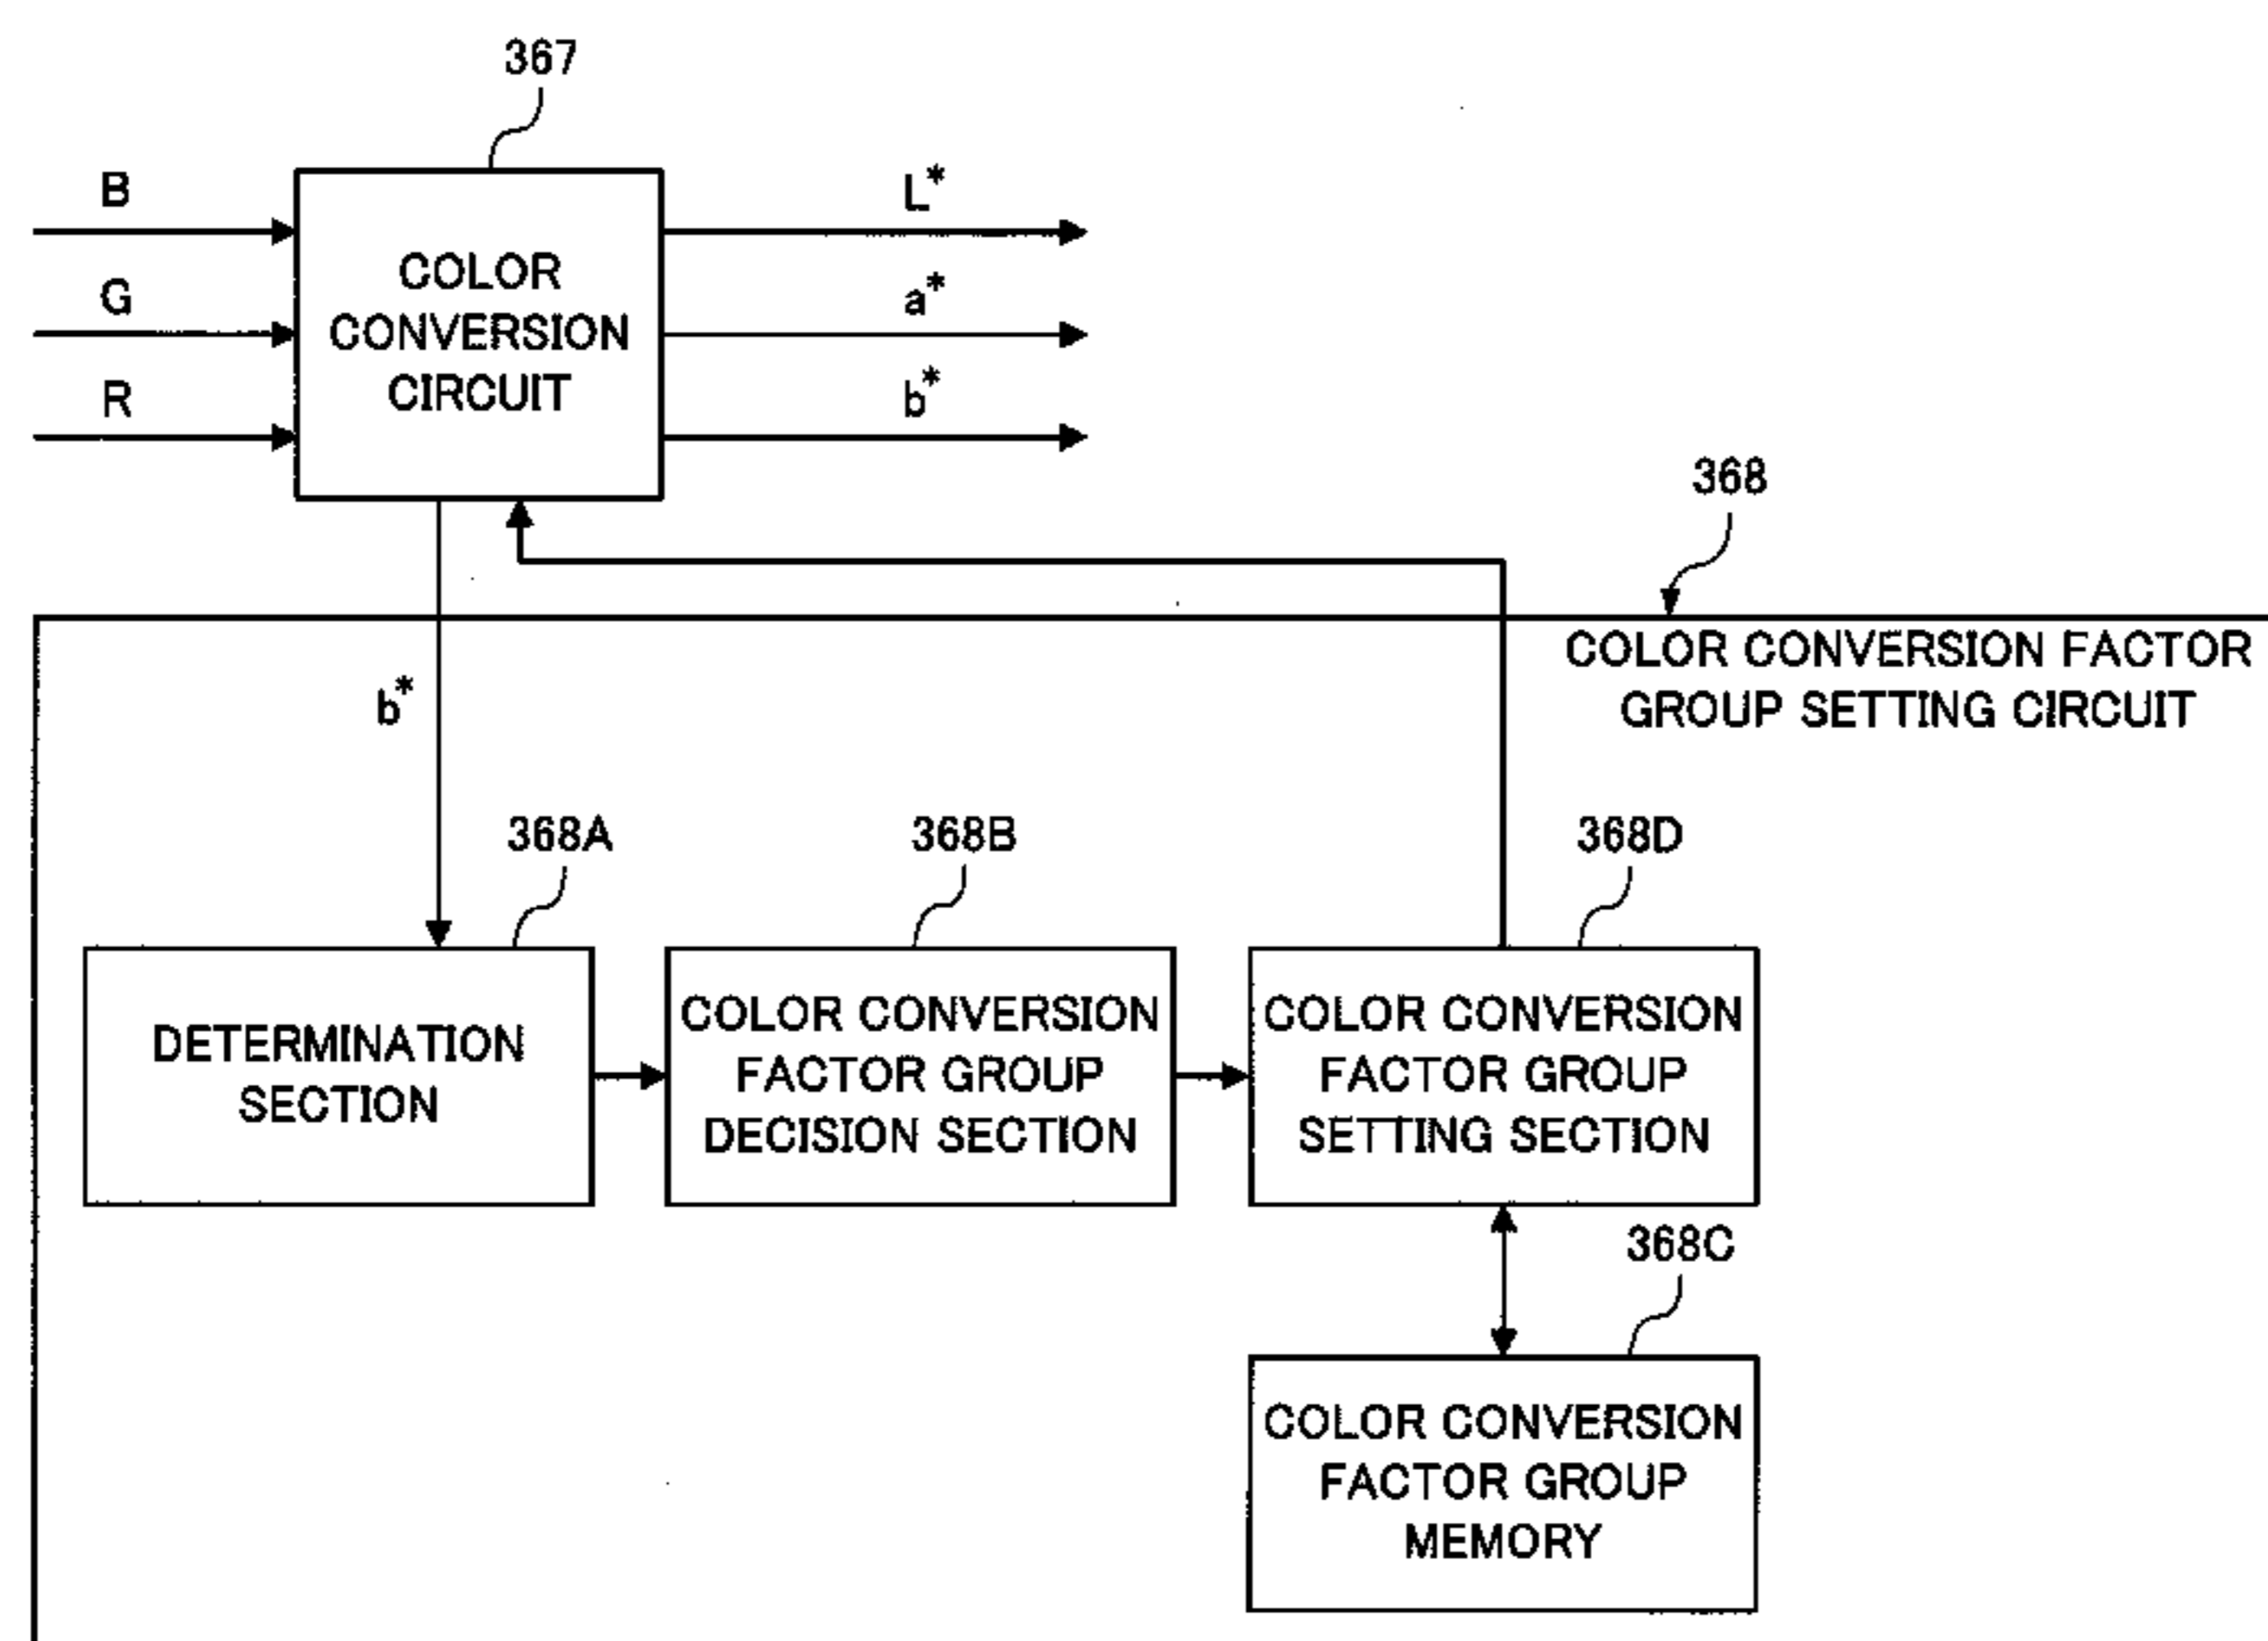 367
B
L*
COLOR
CONVERSION
CIRCUIT
G
a*
R
b*
368
COLOR CONVERSION FACTOR
GROUP SETTING CIRCUIT
b*
368A
368B
368D
DETERMINATION
SECTION
COLOR CONVERSION
FACTOR GROUP
DECISION SECTION
COLOR CONVERSION
FACTOR GROUP
SETTING SECTION
368C
COLOR CONVERSION
FACTOR GROUP
MEMORY